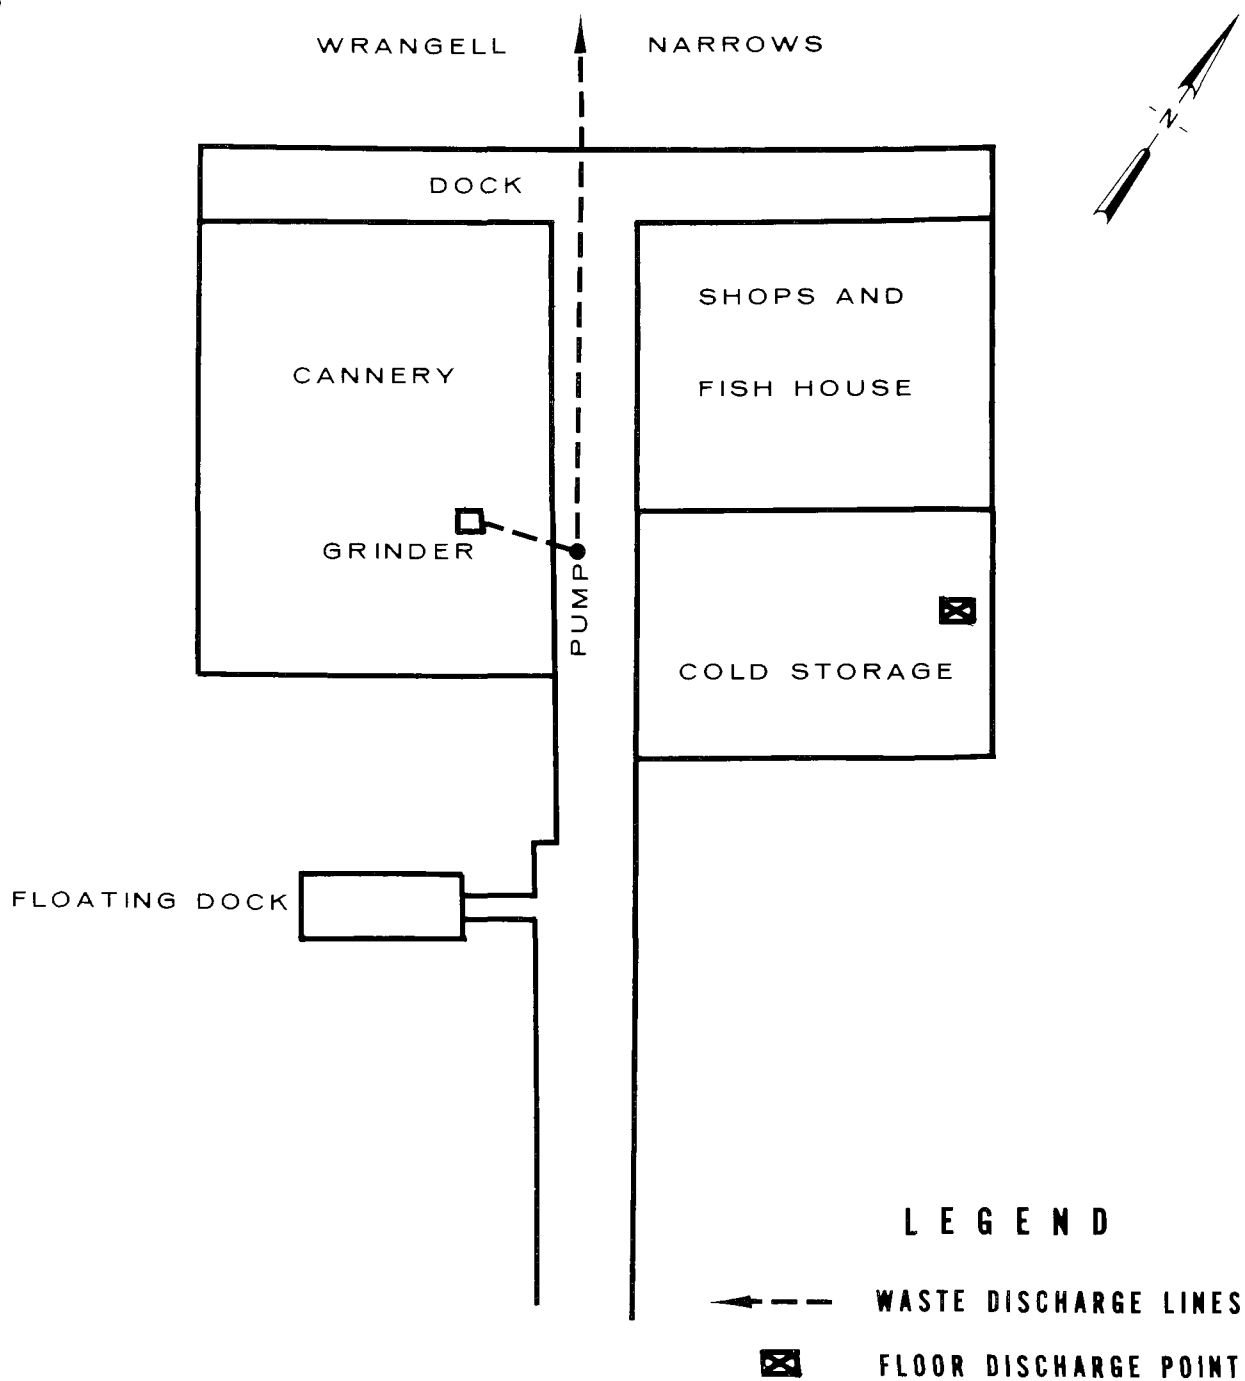 WRANGELL NARROWS
N
DOCK
SHOPS AND
CANNERY
FISH HOUSE
GRINDER
PUMP
COLD STORAGE
FLOATING DOCK
LEGEND
WASTE DISCHARGE LINES
FLOOR DISCHARGE POINT